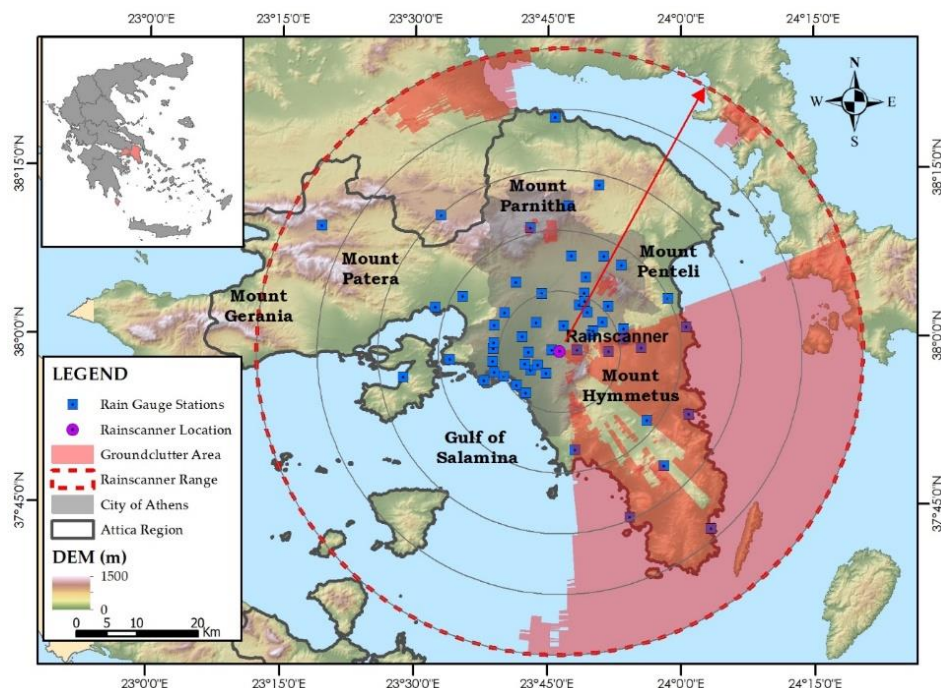 23°0'0"E
23°15'0"E
23°30'0"E
23°45'0"E
24°0'0"E
24°15'0"E
38°15'0"N
38°15'0"N
38°0'0"N
38°0'0"N
37°45'0"N
37°45'0"N
N
W
E
S
Mount
Parnitha
Mount
Patera
Mount
Penteli
Mount
Gerania
Rainscanner
Mount
Hymmetus
Gulf of
Salamina
LEGEND
Rain Gauge Stations
Rainscanner Location
Groundclutter Area
Rainscanner Range
City of Athens
Attica Region
DEM (m)
1500
0
0 5 10 20
Km
23°0'0"E
23°15'0"E
23°30'0"E
23°45'0"E
24°0'0"E
24°15'0"E